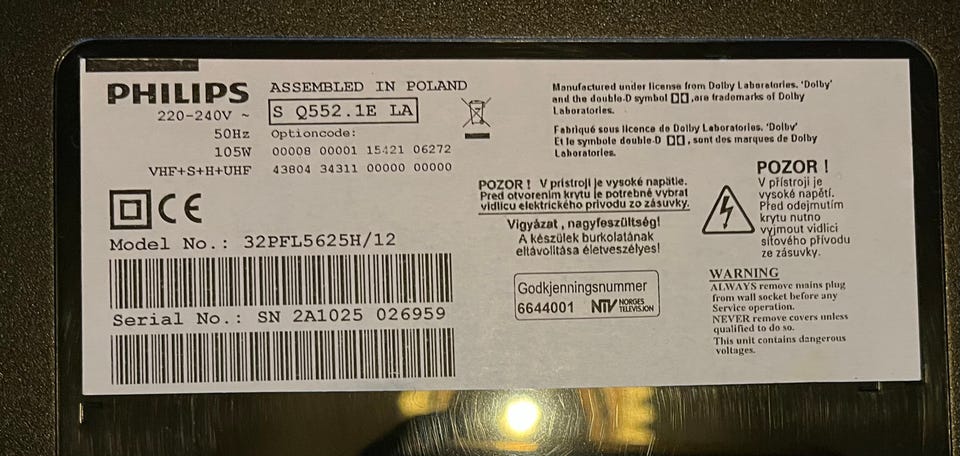 PHILIPS
220-240V ~
50Hz
105W
VHF+S+H+UHF
ASSEMBLED IN POLAND
S Q552.1E LA
Optioncode:
00008 00001 15421 06272
43804 34311 00000 00000
CE
Model No.: 32PFL5625H/12
Serial No.: SN 2A1025 026959
Manufactured under license from Dolby Laboratories. 'Dolby'
and the double-D symbol DD ,are trademarks of Dolby
Laboratories.
Fabriqué sous licence de Dolby Laboratories. 'Dolby'
Et le symbole double-D DD , sont des marques de Dolby
Laboratories.
POZOR ! V prístroji je vysoké napätie.
Pred otvorením krytu je potrebné vybrat
vidlicu elektrického prívodu zo zásuvky.
Vigyázat , nagyfeszültség!
A készülek burkolatának
eltávolítása életveszélyes!
Godkjenningsnummer
6644001 NTV NORGES
TELEVISJON
POZOR !
V přístroji je
vysoké napětí.
Před odejmutím
krytu nutno
vyjmout vidlici
síťového přívodu
ze zásuvky.
WARNING
ALWAYS remove mains plug
from wall socket before any
Service operation.
NEVER remove covers unless
qualified to do so.
This unit contains dangerous
voltages.